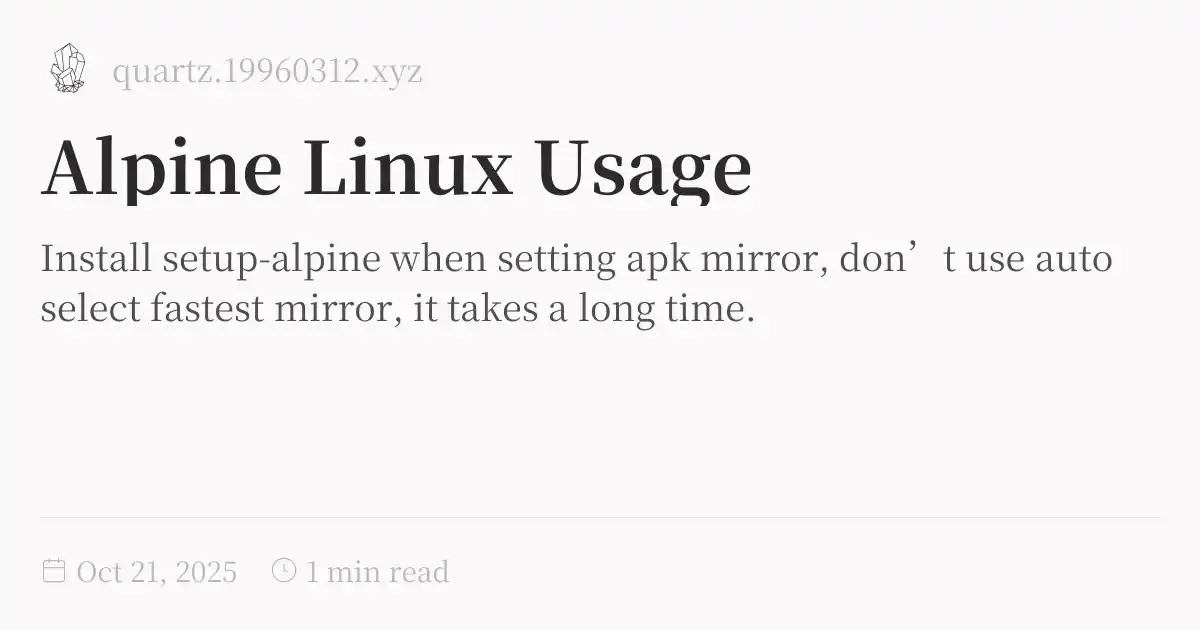 quartz.19960312.xyz
Alpine Linux Usage
Install setup-alpine when setting apk mirror, don’t use auto
select fastest mirror, it takes a long time.
Oct 21, 2025 1 min read